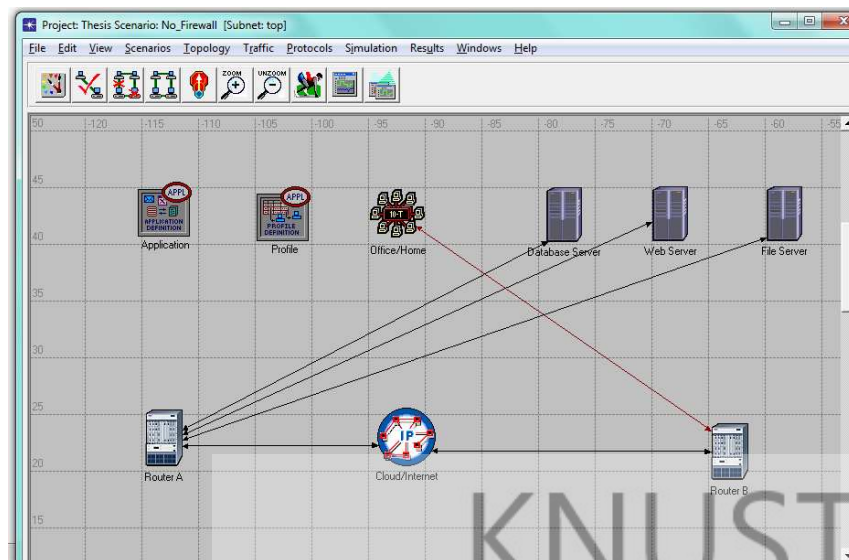 Project: Thesis Scenario: No_Firewall [Subnet: top]
File Edit View Scenarios Topology Traffic Protocols Simulation Results Windows Help
ZOOM UNZOOM
50 -120 -115 -110 -105 -100 -95 -90 -85 -80 -75 -70 -65 -60 -55
45
APPL APPL
APPLICATION DEFINITION
PROFILE DEFINITION
10-T
Application Profile Office/Home Database Server Web Server File Server
40
35
30
25
IP
20
Router A Cloud/Internet Router B
KNUST
15